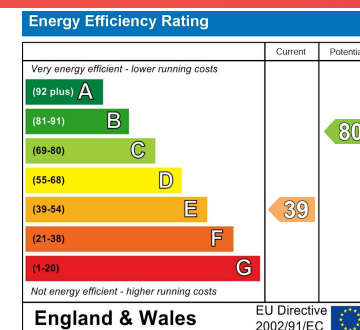 Energy Efficiency Rating
Current Potentia
Very energy efficient - lower running costs
(92 plus) A
(81-91) B
80
(69-80) C
(55-68) D
(39-54) E 39
(21-38) F
(1-20) G
Not energy efficient - higher running costs
England & Wales
EU Directive
2002/91/EC